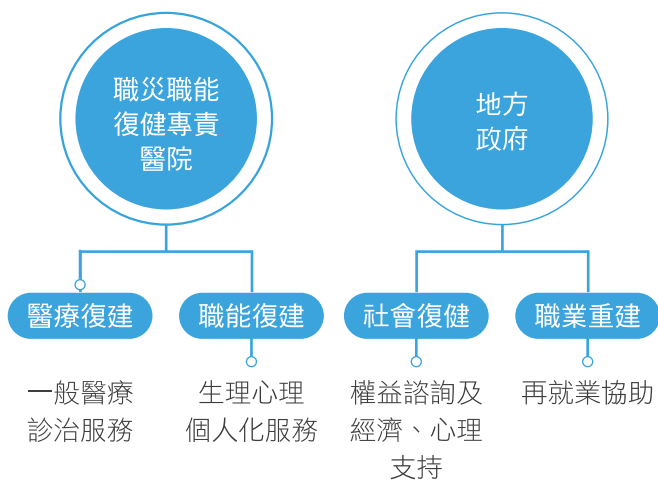 職災職能
復健專責
醫院
地方
政府
醫療復建
職能復建
社會復健
職業重建
一般醫療
診治服務
生理心理
個人化服務
權益諮詢及
經濟、心理
支持
再就業協助